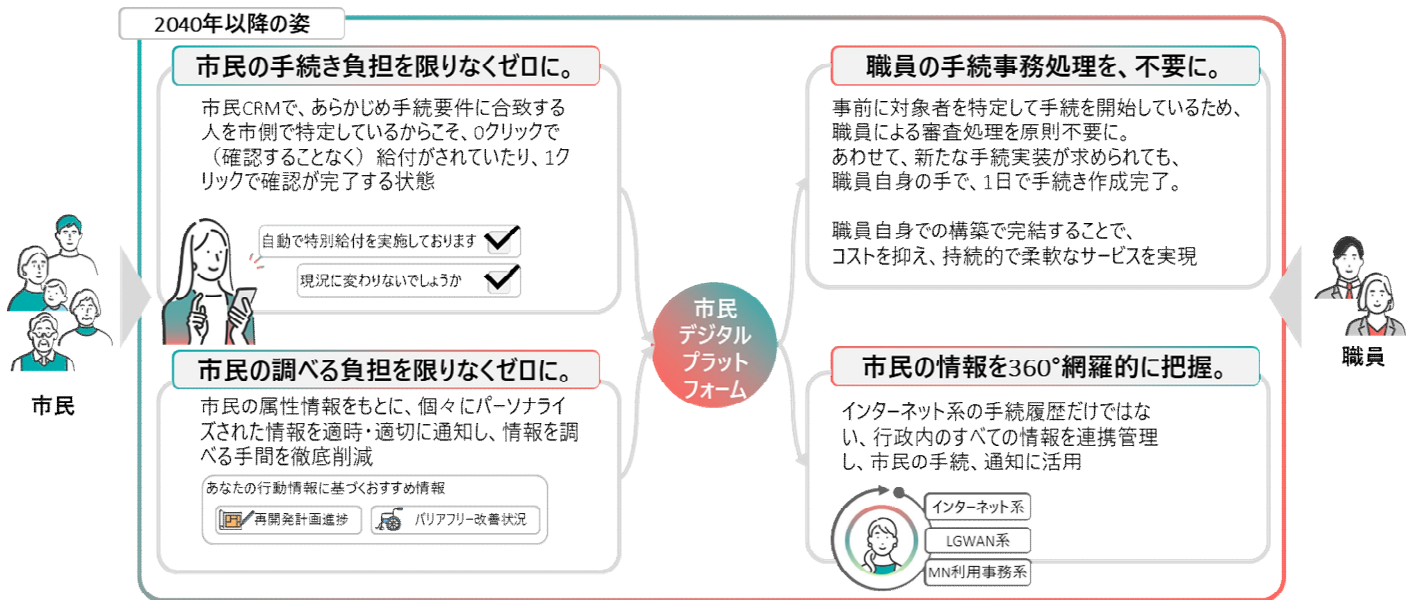 2040年以降の姿
市民の手続き負担を限りなくゼロに。
市民CRMで、あらかじめ手続要件に合致する
人を市側で特定しているからこそ、0クリックで
（確認することなく）給付がされていたり、1ク
リックで確認が完了する状態
自動で特別給付を実施しております
現況に変わりないでしょうか
市民の調べる負担を限りなくゼロに。
市民の属性情報をもとに、個々にパーソナライ
ズされた情報を適時・適切に通知し、情報を調
べる手間を徹底削減
あなたの行動情報に基づくおすすめ情報
再開発計画進捗
バリアフリー改善状況
市民
市民
デジタル
プラット
フォーム
職員の手続事務処理を、不要に。
事前に対象者を特定して手続を開始しているため、
職員による審査処理を原則不要に。
あわせて、新たな手続実装が求められても、
職員自身の手で、1日で手続き作成完了。
職員自身での構築で完結することで、
コストを抑え、持続的で柔軟なサービスを実現
市民の情報を360°網羅的に把握。
インターネット系の手続履歴だけではな
い、行政内のすべての情報を連携管理
し、市民の手続、通知に活用
インターネット系
LGWAN系
MN利用事務系
職員